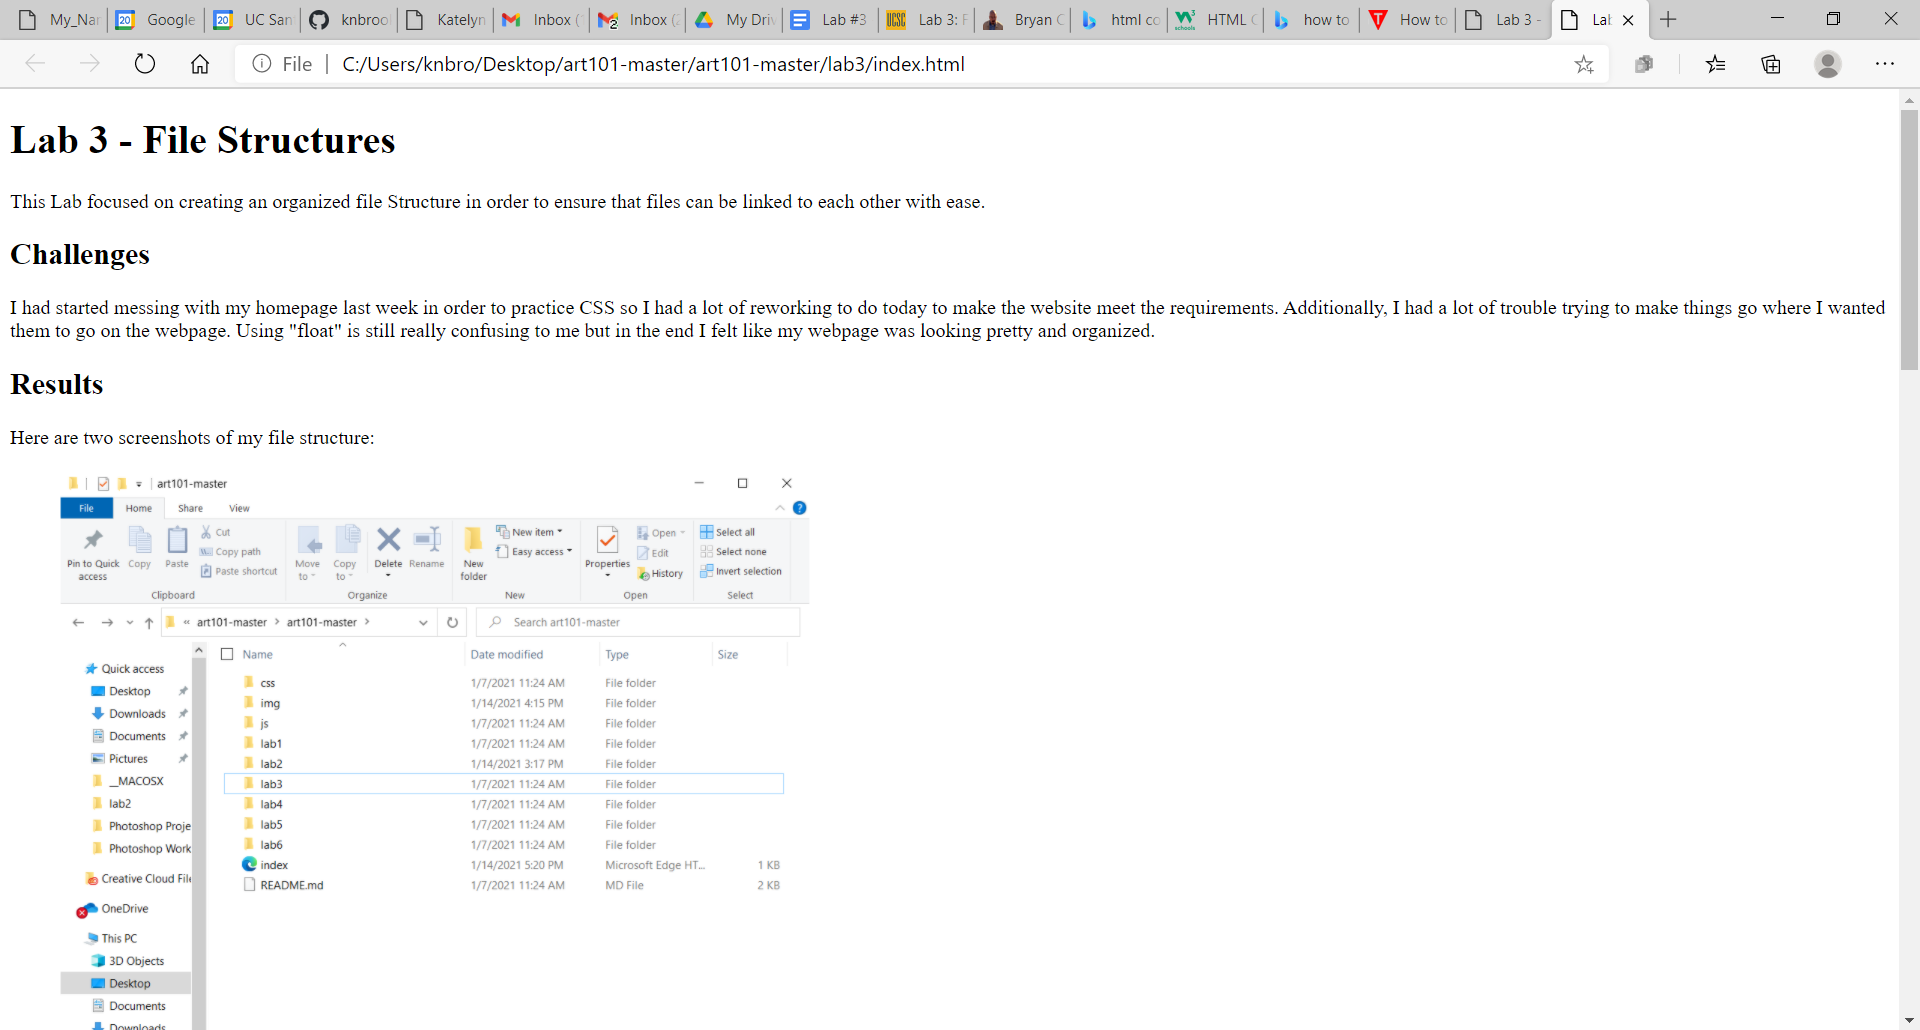 My_Nar
Google
UC San
knbroo
Katelyn
Inbox (
Inbox (2
My Driv
Lab #3
Lab 3: F
Bryan C
html co
HTML C
how to
How to
Lab 3 -
Lab
File
C:/Users/knbro/Desktop/art101-master/art101-master/lab3/index.html
Lab 3 - File Structures
This Lab focused on creating an organized file Structure in order to ensure that files can be linked to each other with ease.
Challenges
I had started messing with my homepage last week in order to practice CSS so I had a lot of reworking to do today to make the website meet the requirements. Additionally, I had a lot of trouble trying to make things go where I wanted
them to go on the webpage. Using "float" is still really confusing to me but in the end I felt like my webpage was looking pretty and organized.
Results
Here are two screenshots of my file structure:
art101-master
File Home Share View
Pin to Quick access
Copy
Paste
Cut
Copy path
Paste shortcut
Clipboard
Move to
Copy to
Delete
Rename
Organize
New folder
New item
Easy access
New
Properties
Open
Edit
History
Open
Select all
Select none
Invert selection
Select
« art101-master > art101-master >
Search art101-master
Name Date modified Type Size
css 1/7/2021 11:24 AM File folder
img 1/14/2021 4:15 PM File folder
js 1/7/2021 11:24 AM File folder
lab1 1/7/2021 11:24 AM File folder
lab2 1/14/2021 3:17 PM File folder
lab3 1/7/2021 11:24 AM File folder
lab4 1/7/2021 11:24 AM File folder
lab5 1/7/2021 11:24 AM File folder
lab6 1/7/2021 11:24 AM File folder
index 1/14/2021 5:20 PM Microsoft Edge HT... 1 KB
README.md 1/7/2021 11:24 AM MD File 2 KB
Quick access
Desktop
Downloads
Documents
Pictures
__MACOSX
lab2
Photoshop Proje
Photoshop Work
Creative Cloud File
OneDrive
This PC
3D Objects
Desktop
Documents
Downloads